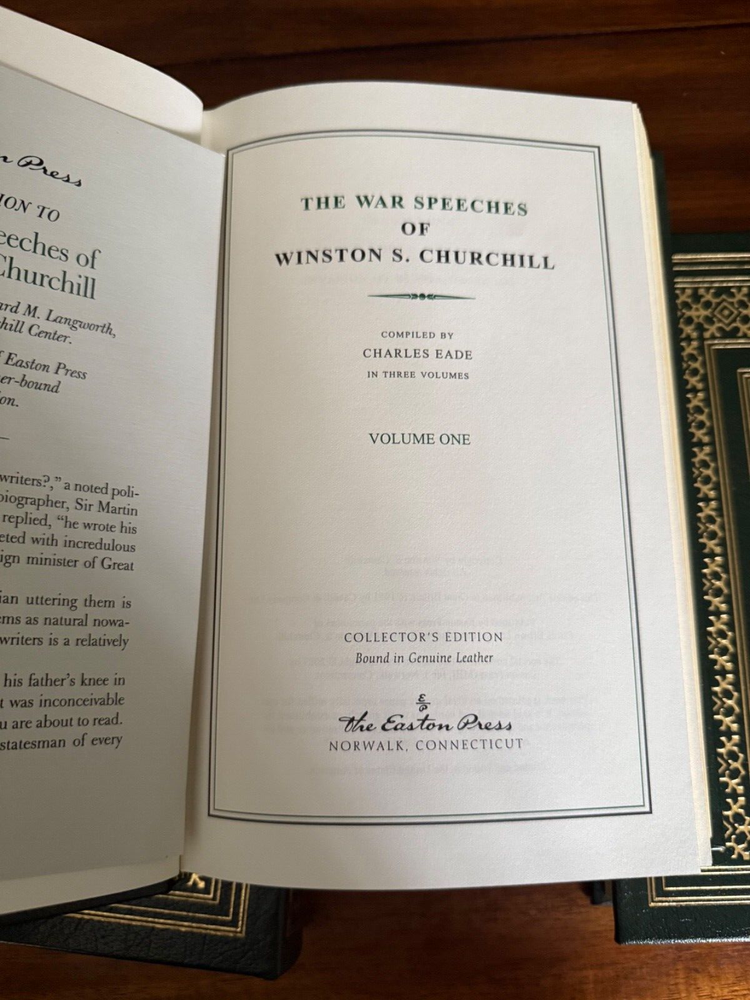 n Press
ION TO
eeches of
Churchill
ard M. Langworth,
hill Center.
f Easton Press
er-bound
on.
writers?,” a noted poli-
biographer, Sir Martin
replied, “he wrote his
eted with incredulous
ign minister of Great
ian uttering them is
ems as natural nowa-
writers is a relatively
his father’s knee in
t was inconceivable
u are about to read.
statesman of every
THE WAR SPEECHES
OF
WINSTON S. CHURCHILL
COMPILED BY
CHARLES EADE
IN THREE VOLUMES
VOLUME ONE
COLLECTOR’S EDITION
Bound in Genuine Leather
E
P
The Easton Press
NORWALK, CONNECTICUT